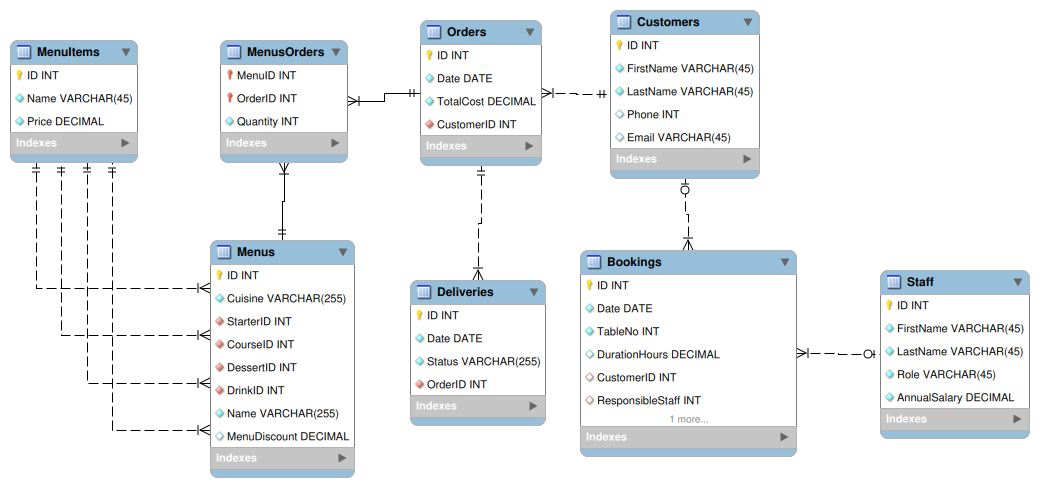 MenuItems
ID INT
Name VARCHAR(45)
Price DECIMAL
Indexes
MenusOrders
MenuID INT
OrderID INT
Quantity INT
Indexes
Orders
ID INT
Date DATE
TotalCost DECIMAL
CustomerID INT
Indexes
Customers
ID INT
FirstName VARCHAR(45)
LastName VARCHAR(45)
Phone INT
Email VARCHAR(45)
Indexes
Menus
ID INT
Cuisine VARCHAR(255)
StarterID INT
CourseID INT
DessertID INT
DrinkID INT
Name VARCHAR(255)
MenuDiscount DECIMAL
Indexes
Deliveries
ID INT
Date DATE
Status VARCHAR(255)
OrderID INT
Indexes
Bookings
ID INT
Date DATE
TableNo INT
DurationHours DECIMAL
CustomerID INT
ResponsibleStaff INT
1 more...
Indexes
Staff
ID INT
FirstName VARCHAR(45)
LastName VARCHAR(45)
Role VARCHAR(45)
AnnualSalary DECIMAL
Indexes